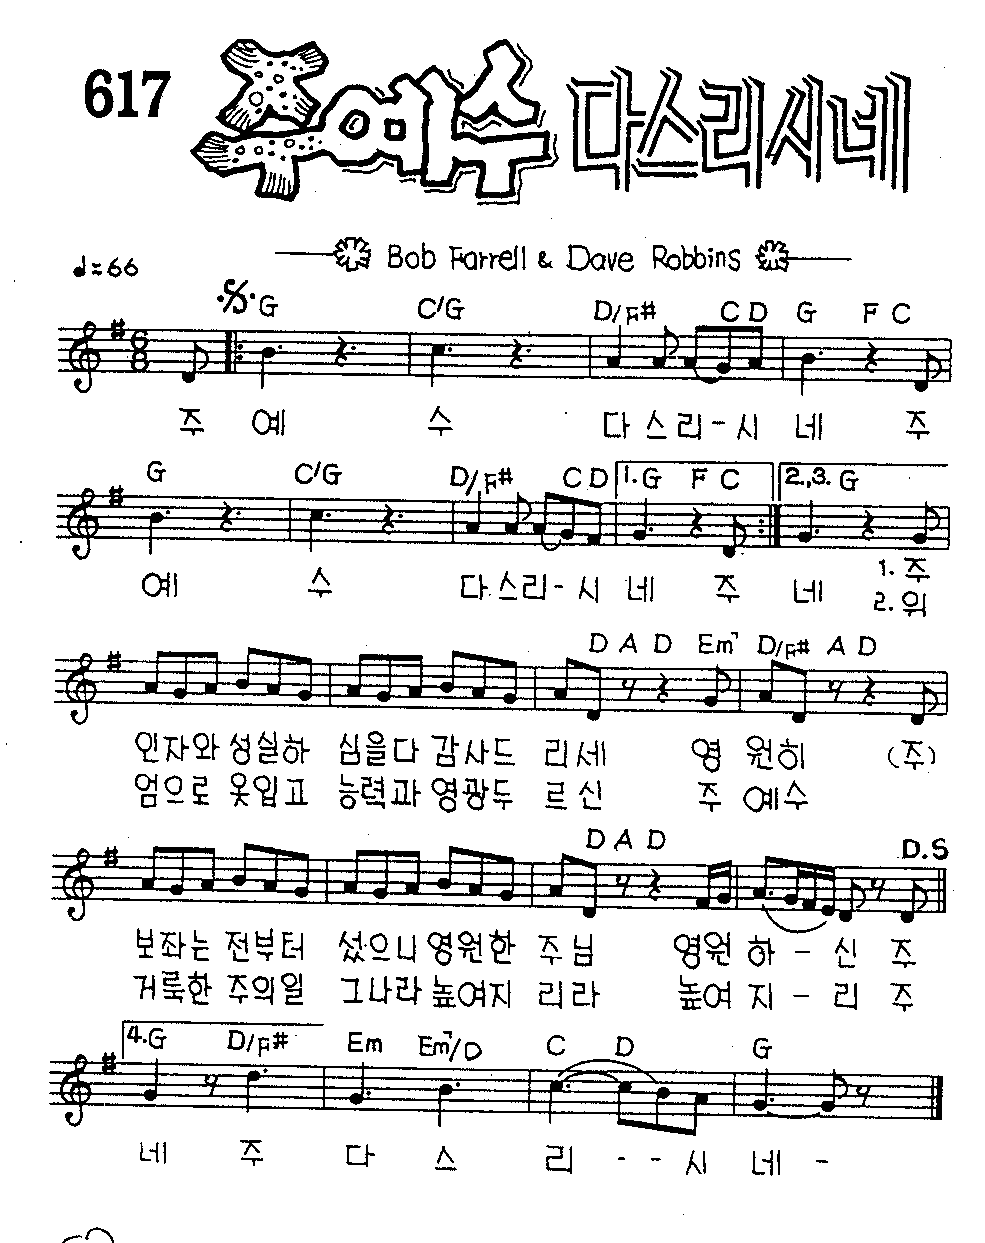 617 주 예수 다스리시네
Bob Farrell & Dave Robbins
♩=66
G C/G D/F# C D G F C
주 예 수 다 스 리 - 시 네 주
G C/G D/F# C D 1. G F C 2.,3. G
예 수 다 스 리 - 시 네 주 네 1. 주
2. 위
D A D Em7 D/F# A D
인자와 성실하 심을다 감사드 리세 영 원히 (주)
엄으로 옷입고 능력과 영광두 르신 주 예수
D A D D.S
보좌는 전부터 섰으니 영원한 주님 영원 하 - 신 주
거룩한 주의일 그나라 높여지 리라 높여 지 - 리 주
4. G D/F# Em Em7/D C D G
네 주 다 스 리 - - 시 네 -